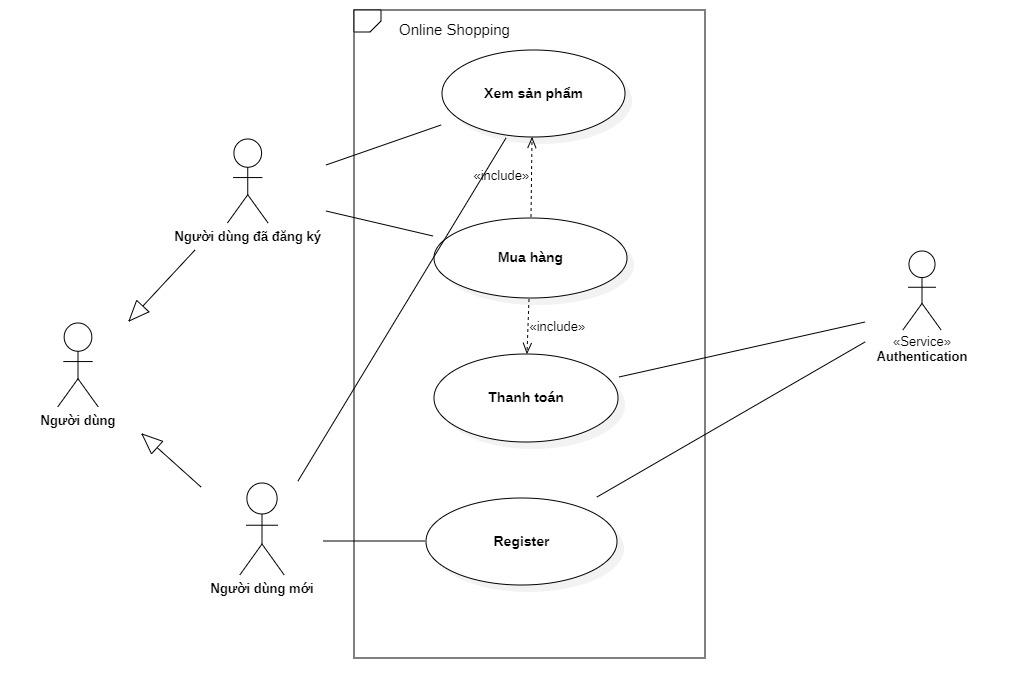 Online Shopping
Xem sản phẩm
«include»
Người dùng đã đăng ký
Mua hàng
«include»
Người dùng
Thanh toán
«Service»
Authentication
Register
Người dùng mới